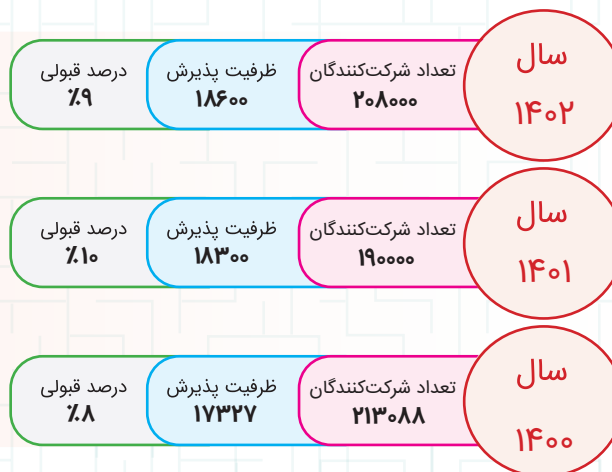 سال
۱۴۰۲
تعداد شرکت‌کنندگان
۲۰۸۰۰۰
ظرفیت پذیرش
۱۸۶۰۰
درصد قبولی
٪۹
سال
۱۴۰۱
تعداد شرکت‌کنندگان
۱۹۰۰۰۰
ظرفیت پذیرش
۱۸۳۰۰
درصد قبولی
٪۱۰
سال
۱۴۰۰
تعداد شرکت‌کنندگان
۲۱۳۰۸۸
ظرفیت پذیرش
۱۷۳۲۷
درصد قبولی
٪۸